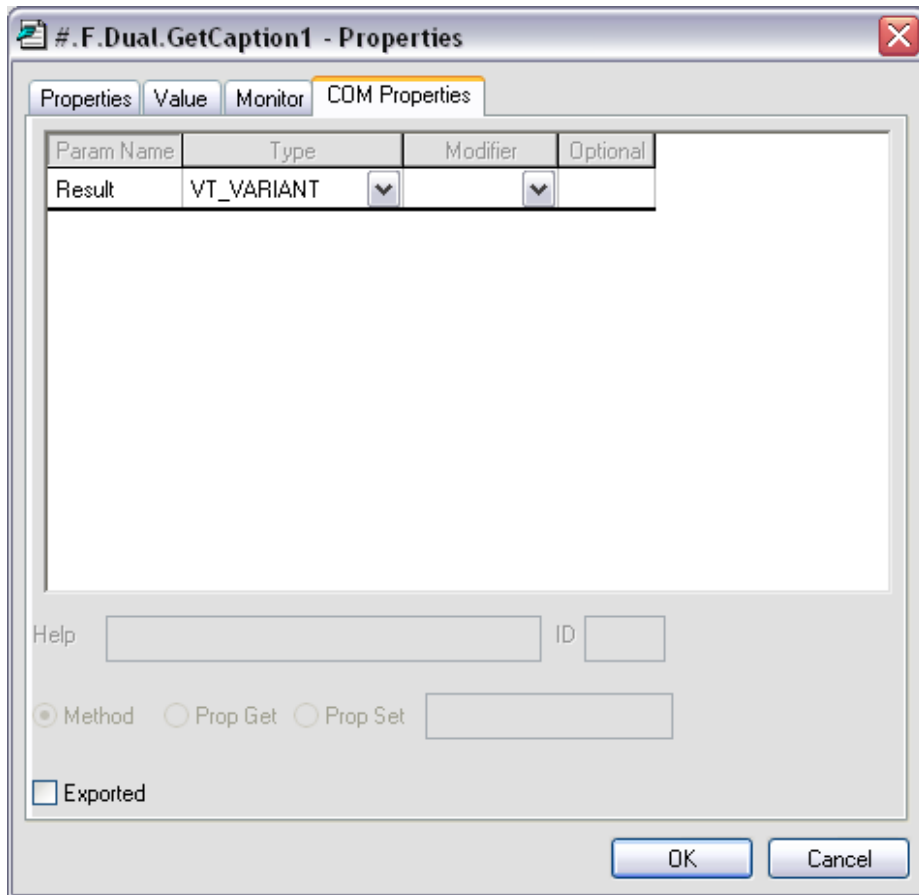 #.F.Dual.GetCaption1 - Properties
Properties Value Monitor COM Properties
Param Name Type Modifier Optional
Result VT_VARIANT
Help ID
Method Prop Get Prop Set
Exported
OK Cancel